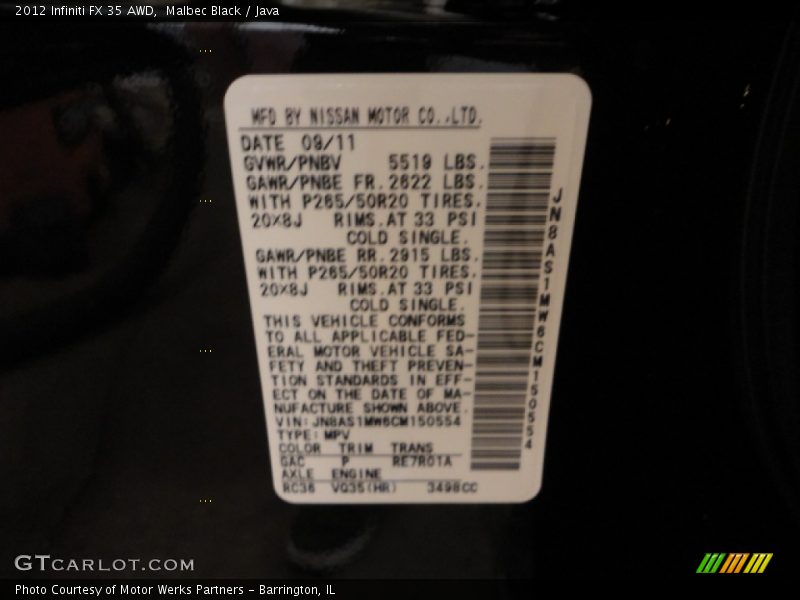 2012 Infiniti FX 35 AWD, Malbec Black / Java
MFD BY NISSAN MOTOR CO.,LTD.
DATE 09/11
GVWR/PNBV 5519 LBS.
GAWR/PNBE FR. 2622 LBS.
WITH P265/50R20 TIRES.
20X8J RIMS. AT 33 PSI
COLD SINGLE.
GAWR/PNBE RR. 2915 LBS.
WITH P265/50R20 TIRES.
20X8J RIMS. AT 33 PSI
COLD SINGLE.
THIS VEHICLE CONFORMS
TO ALL APPLICABLE FED-
ERAL MOTOR VEHICLE SA-
FETY AND THEFT PREVEN-
TION STANDARDS IN EFF-
ECT ON THE DATE OF MA-
NUFACTURE SHOWN ABOVE.
VIN: JN8AS1MW6CM150554
TYPE: MPV
COLOR TRIM TRANS
GAC P RE7R01A
AXLE ENGINE
RC36 VQ35(HR) 3498CC
JN8AS1MW6CM150554
GTCARLOT.COM
Photo Courtesy of Motor Werks Partners - Barrington, IL